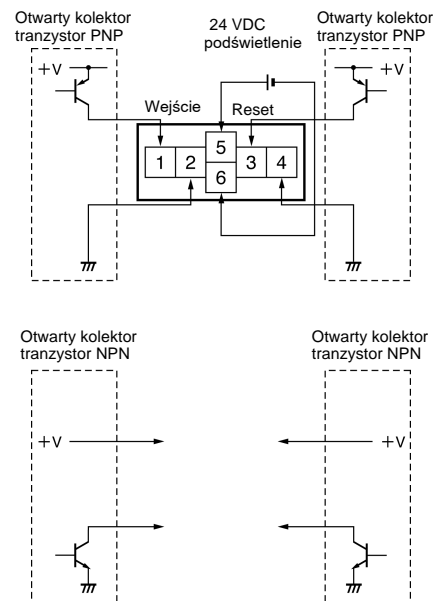 Otwarty kolektor
tranzystor PNP
24 VDC
podświetlenie
Otwarty kolektor
tranzystor PNP
+V
+V
Wejście
Reset
1 2 5 3 4
6
Otwarty kolektor
tranzystor NPN
Otwarty kolektor
tranzystor NPN
+V
+V